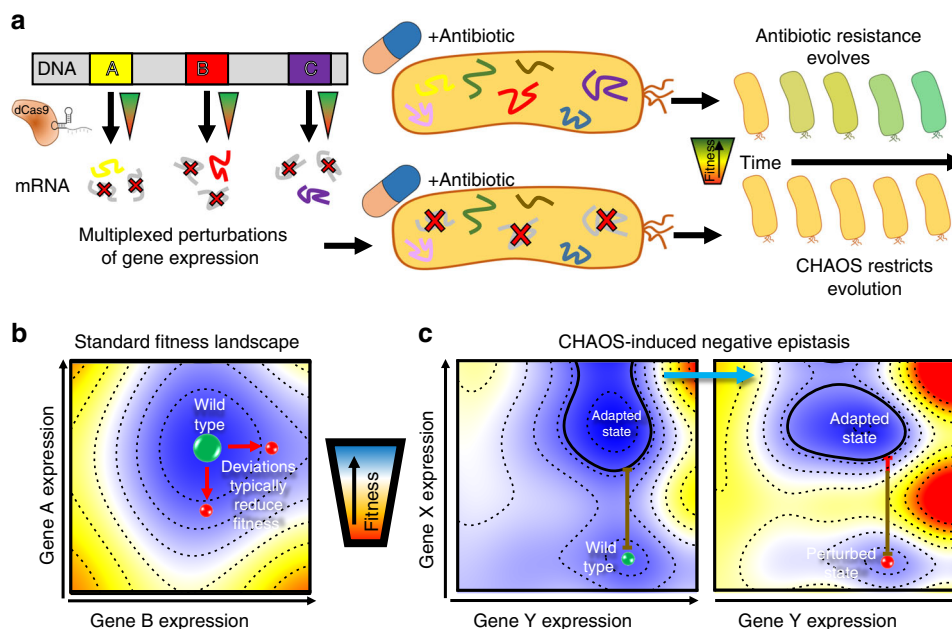 a
DNA
A
B
C
dCas9
mRNA
Multiplexed perturbations
of gene expression
+Antibiotic
+Antibiotic
Antibiotic resistance
evolves
Fitness
Time
CHAOS restricts
evolution
b
Standard fitness landscape
Gene A expression
Wild
type
Deviations
typically
reduce
fitness
Gene B expression
Fitness
c
CHAOS-induced negative epistasis
Gene X expression
Adapted
state
Wild
type
Gene Y expression
Adapted
state
Perturbed
state
Gene Y expression